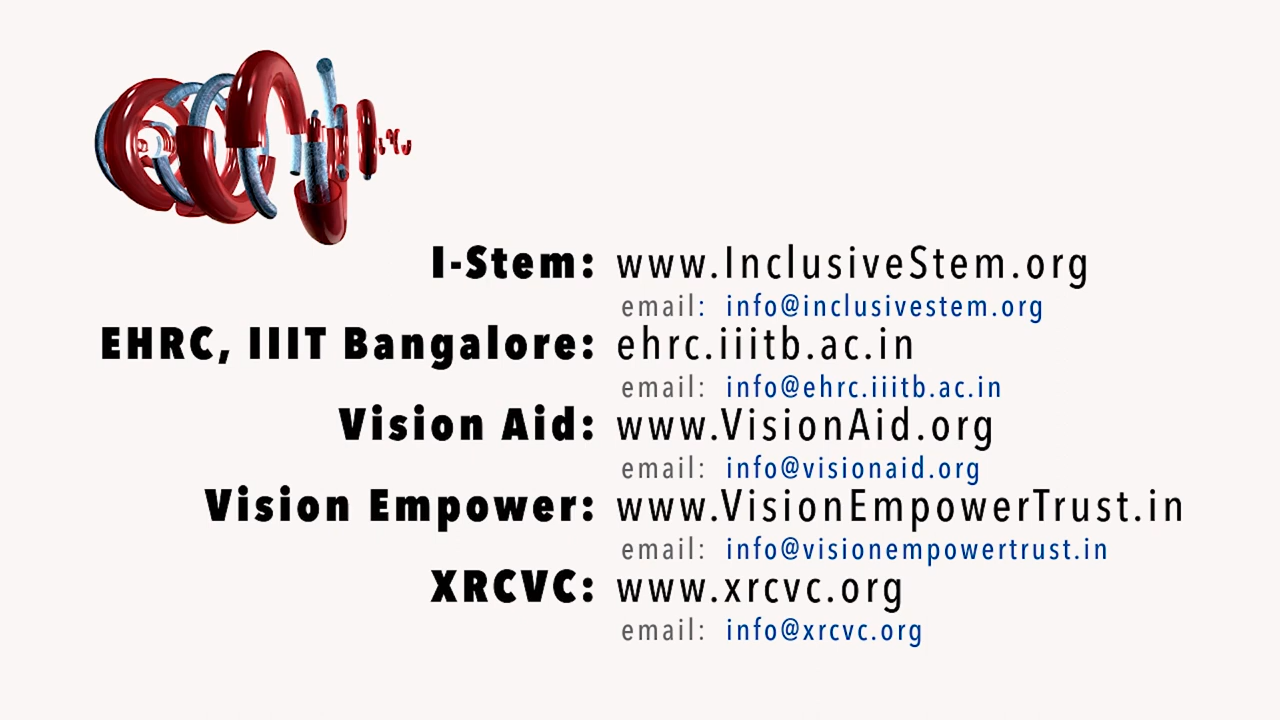 I-Stem: www.InclusiveStem.org
email: info@inclusivestem.org
EHRC, IIIT Bangalore: ehrc.iiitb.ac.in
email: info@ehrc.iiitb.ac.in
Vision Aid: www.VisionAid.org
email: info@visionaid.org
Vision Empower: www.VisionEmpowerTrust.in
email: info@visionempowertrust.in
XRCVC: www.xrcvc.org
email: info@xrcvc.org